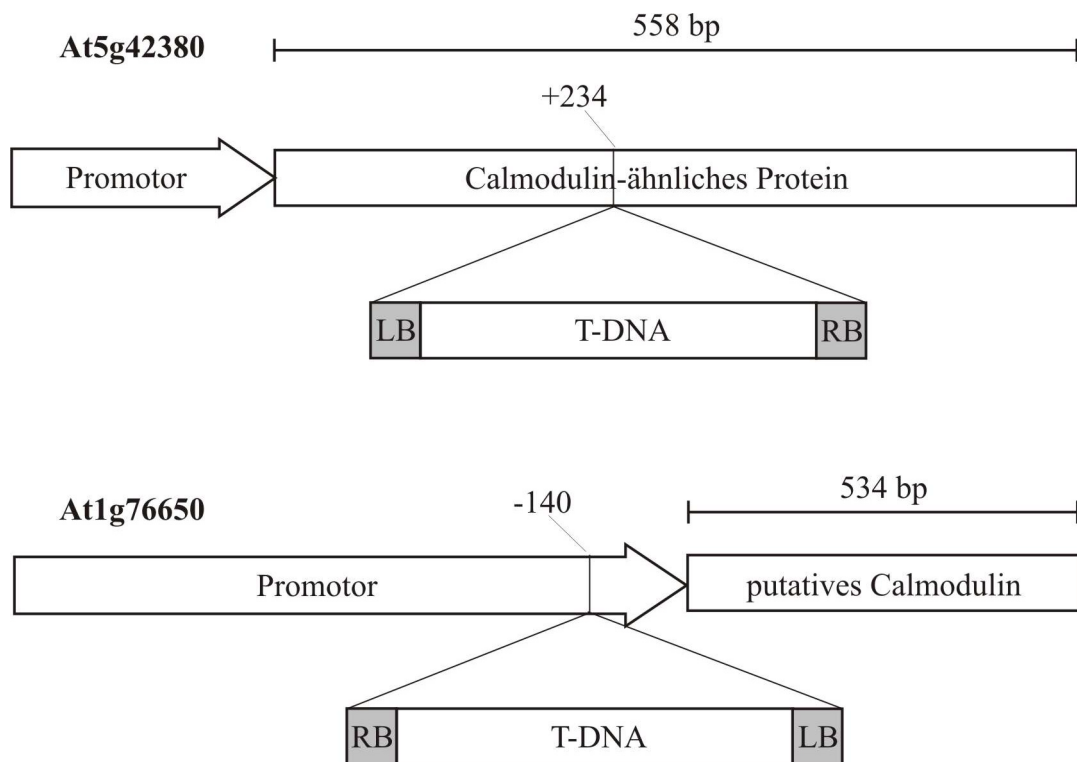 558 bp
At5g42380
+234
Promotor
Calmodulin-ähnliches Protein
LB T-DNA RB
534 bp
At1g76650
-140
Promotor
putatives Calmodulin
RB T-DNA LB